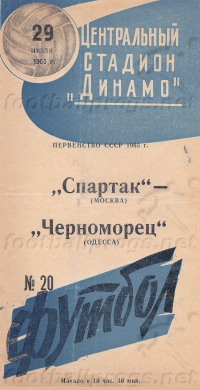 29
ИЮЛЯ
1965 г.
ЦЕНТРАЛЬНЫЙ
СТАДИОН
„ДИНАМО"
ПЕРВЕНСТВО СССР 1965 г.
„Спартак“—
(МОСКВА)
„Черноморец“
(ОДЕССА)
№ 20
Футбол
Начало в 18 час. 30 мин.